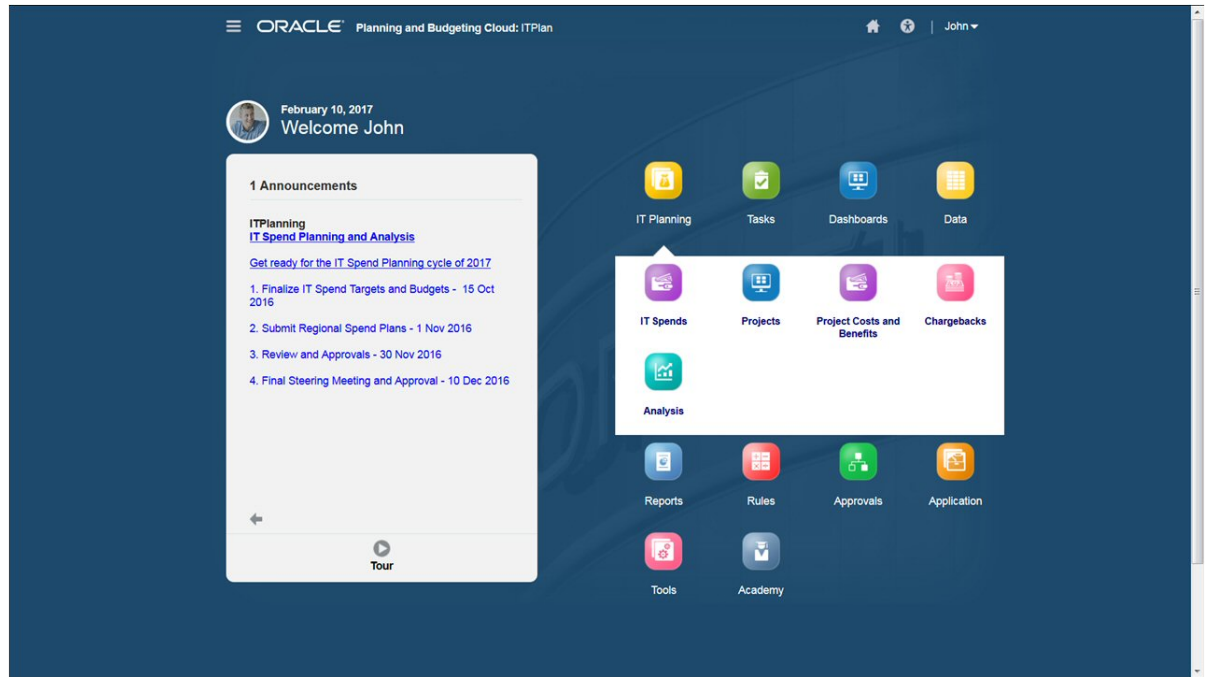 ORACLE Planning and Budgeting Cloud: ITPlan
John
February 10, 2017
Welcome John
1 Announcements
ITPlanning
IT Spend Planning and Analysis
Get ready for the IT Spend Planning cycle of 2017
1. Finalize IT Spend Targets and Budgets - 15 Oct
2016
2. Submit Regional Spend Plans - 1 Nov 2016
3. Review and Approvals - 30 Nov 2016
4. Final Steering Meeting and Approval - 10 Dec 2016
Tour
IT Planning Tasks Dashboards Data
IT Spends Projects Project Costs and Chargebacks
Benefits
Analysis
Reports Rules Approvals Application
Tools Academy